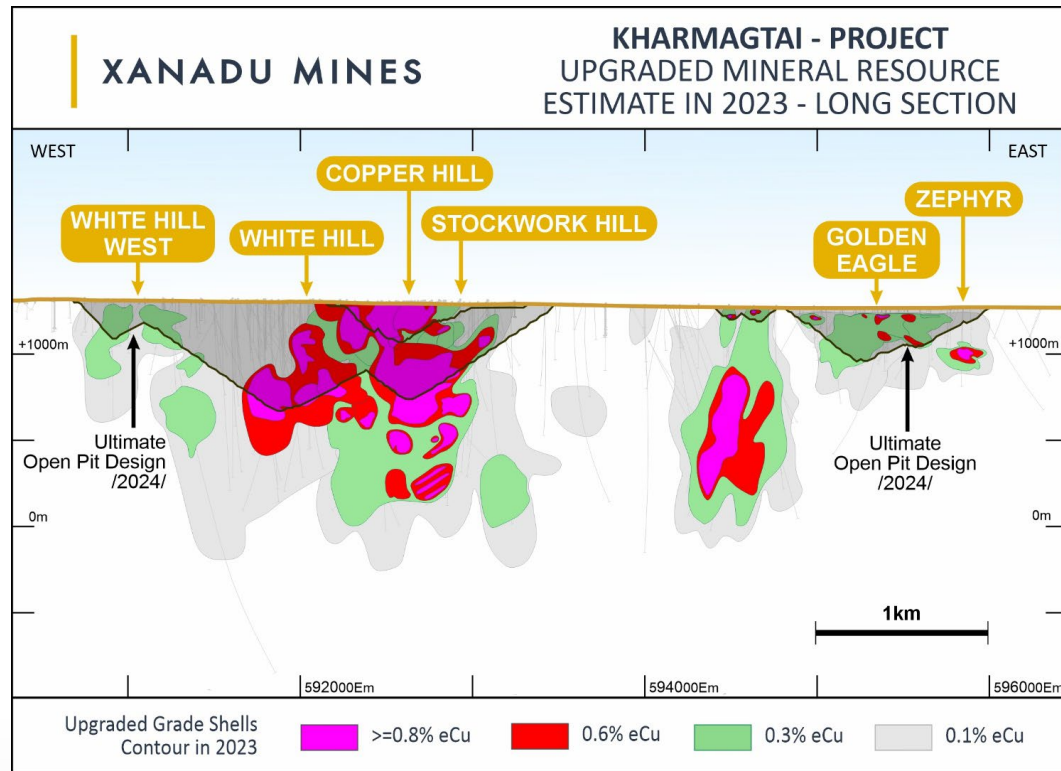 XANADU MINES
KHARMAGTAI - PROJECT
UPGRADED MINERAL RESOURCE
ESTIMATE IN 2023 - LONG SECTION
WEST
EAST
COPPER HILL
ZEPHYR
WHITE HILL
WEST
WHITE HILL
STOCKWORK HILL
GOLDEN
EAGLE
+1000m
+1000m
Ultimate
Open Pit Design
/2024/
Ultimate
Open Pit Design
/2024/
0m
0m
1km
592000Em
594000Em
596000Em
Upgraded Grade Shells
Contour in 2023
>=0.8% eCu
0.6% eCu
0.3% eCu
0.1% eCu